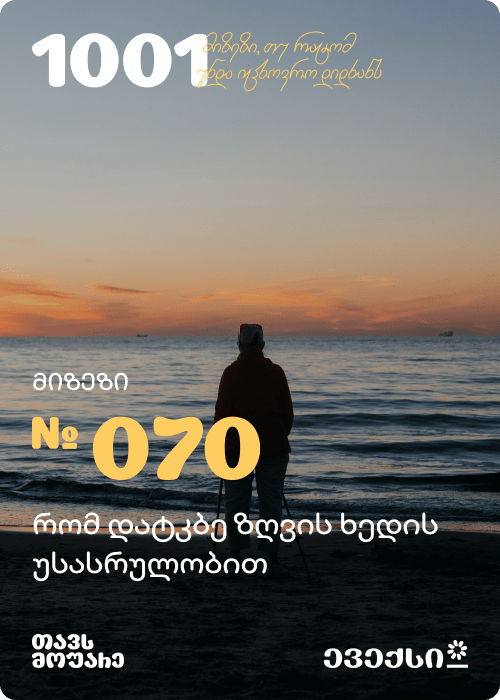 1001 მიზეზი, თუ რატომ
უნდა იცხოვრო დიდხანს
მიზეზი
№ 070
რომ დატკბე ზღვის ხედის
უსასრულობით
თავს
მოუარე
ევექსი